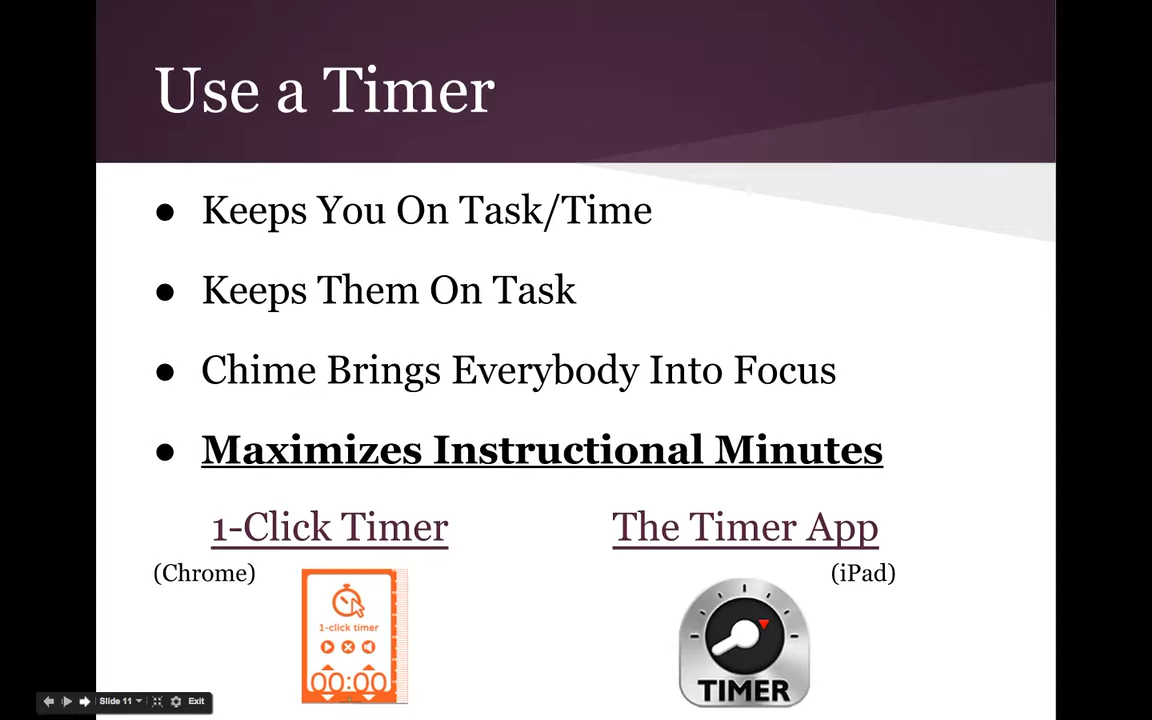 Use a Timer
● Keeps You On Task/Time
● Keeps Them On Task
● Chime Brings Everybody Into Focus
● Maximizes Instructional Minutes
1-Click Timer
The Timer App
(Chrome)
(iPad)
1-click timer
00:00
TIMER
Slide 11
Exit